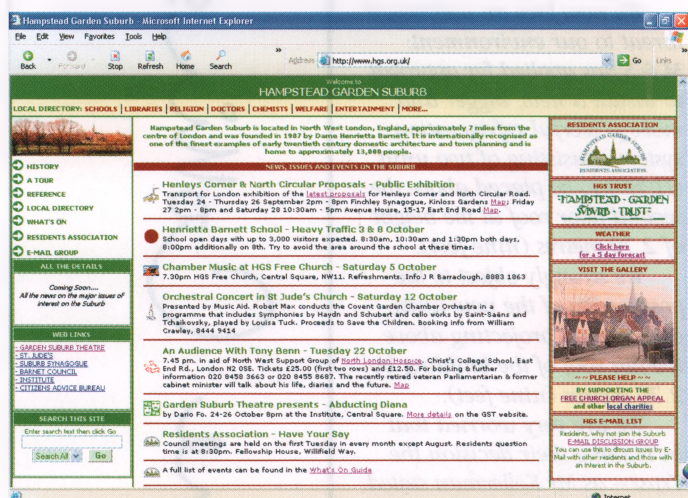 Hampstead Garden Suburb - Microsoft Internet Explorer
File Edit View Favorites Tools Help
Back Forward Stop Refresh Home Search Address http://www.hgs.org.uk/ Go Links
Welcome to
HAMPSTEAD GARDEN SUBURB
LOCAL DIRECTORY: SCHOOLS | LIBRARIES | RELIGION | DOCTORS | CHEMISTS | WELFARE | ENTERTAINMENT | MORE...
HISTORY
A TOUR
REFERENCE
LOCAL DIRECTORY
WHAT'S ON
RESIDENTS ASSOCIATION
E-MAIL GROUP
ALL THE DETAILS
Coming Soon....
All the news on the major issues of
interest on the Suburb
WEB LINKS
- GARDEN SUBURB THEATRE
- ST. JUDE'S
- SUBURB SYNAGOGUE
- BARNET COUNCIL
- INSTITUTE
- CITIZENS ADVICE BUREAU
SEARCH THIS SITE
Enter search text then click Go
Search All Go
Hampstead Garden Suburb is located in North West London, England, approximately 7 miles from the
centre of London and was founded in 1907 by Dame Henrietta Barnett. It is internationally recognised as
one of the finest examples of early twentieth century domestic architecture and town planning and is
home to approximately 13,000 people.
NEWS, ISSUES AND EVENTS ON THE SUBURB
Henleys Corner & North Circular Proposals - Public Exhibition
Transport for London exhibition of the latest proposals for Henleys Corner and North Circular Road.
Tuesday 24 - Thursday 26 September 2pm - 8pm Finchley Synagogue, Kinloss Gardens Map; Friday
27 2pm - 8pm and Saturday 28 10:30am - 5pm Avenue House, 15-17 East End Road Map.
Henrietta Barnett School - Heavy Traffic 3 & 8 October
School open days with up to 3,000 visitors expected. 8:30am, 10:30am and 1:30pm both days,
8:00pm additionally on 8th. Try to avoid the area around the school at these times.
Chamber Music at HGS Free Church - Saturday 5 October
7.30pm HGS Free Church, Central Square, NW11. Refreshments. Info J R Barradough, 8883 1863
Orchestral Concert in St Jude's Church - Saturday 12 October
Presented by Music Aid. Robert Max conducts the Covent Garden Chamber Orchestra in a
programme that includes Symphonies by Haydn and Schubert and cello works by Saint-Saëns and
Tchaikovsky, played by Louisa Tuck. Proceeds to Save the Children. Booking info from William
Crawley, 8444 9414
An Audience With Tony Benn - Tuesday 22 October
7.45 pm. in aid of North West Support Group of North London Hospice. Christ's College School, East
End Rd., London N2 0SE. Tickets £25.00 (first two rows) and £12.50. For booking & further
information 020 8458 3663 or 020 8455 8687. The recently retired veteran Parliamentarian & former
cabinet minister will talk about his life, diaries and the future. Map
Garden Suburb Theatre presents - Abducting Diana
by Dario Fo. 24-26 October 8pm at the Institute, Central Square. More details on the GST website.
Residents Association - Have Your Say
Council meetings are held on the first Tuesday in every month except August. Residents question
time is at 8:30pm. Fellowship House, Willifield Way.
A full list of events can be found in the What's On Guide
RESIDENTS ASSOCIATION
HAMPSTEAD GARDEN SUBURB
RESIDENTS ASSOCIATION
HGS TRUST
HAMPSTEAD - GARDEN
SUBURB - TRUST
WEATHER
Click here
for a 5 day forecast
VISIT THE GALLERY
~~ PLEASE HELP ~~
BY SUPPORTING THE
FREE CHURCH ORGAN APPEAL
and other local charities
HGS E-MAIL LIST
Residents, why not join the Suburb
E-MAIL DISCUSSION GROUP
You can use this to discuss issues by E-
Mail with other residents and those with
an interest in the Suburb.
Internet